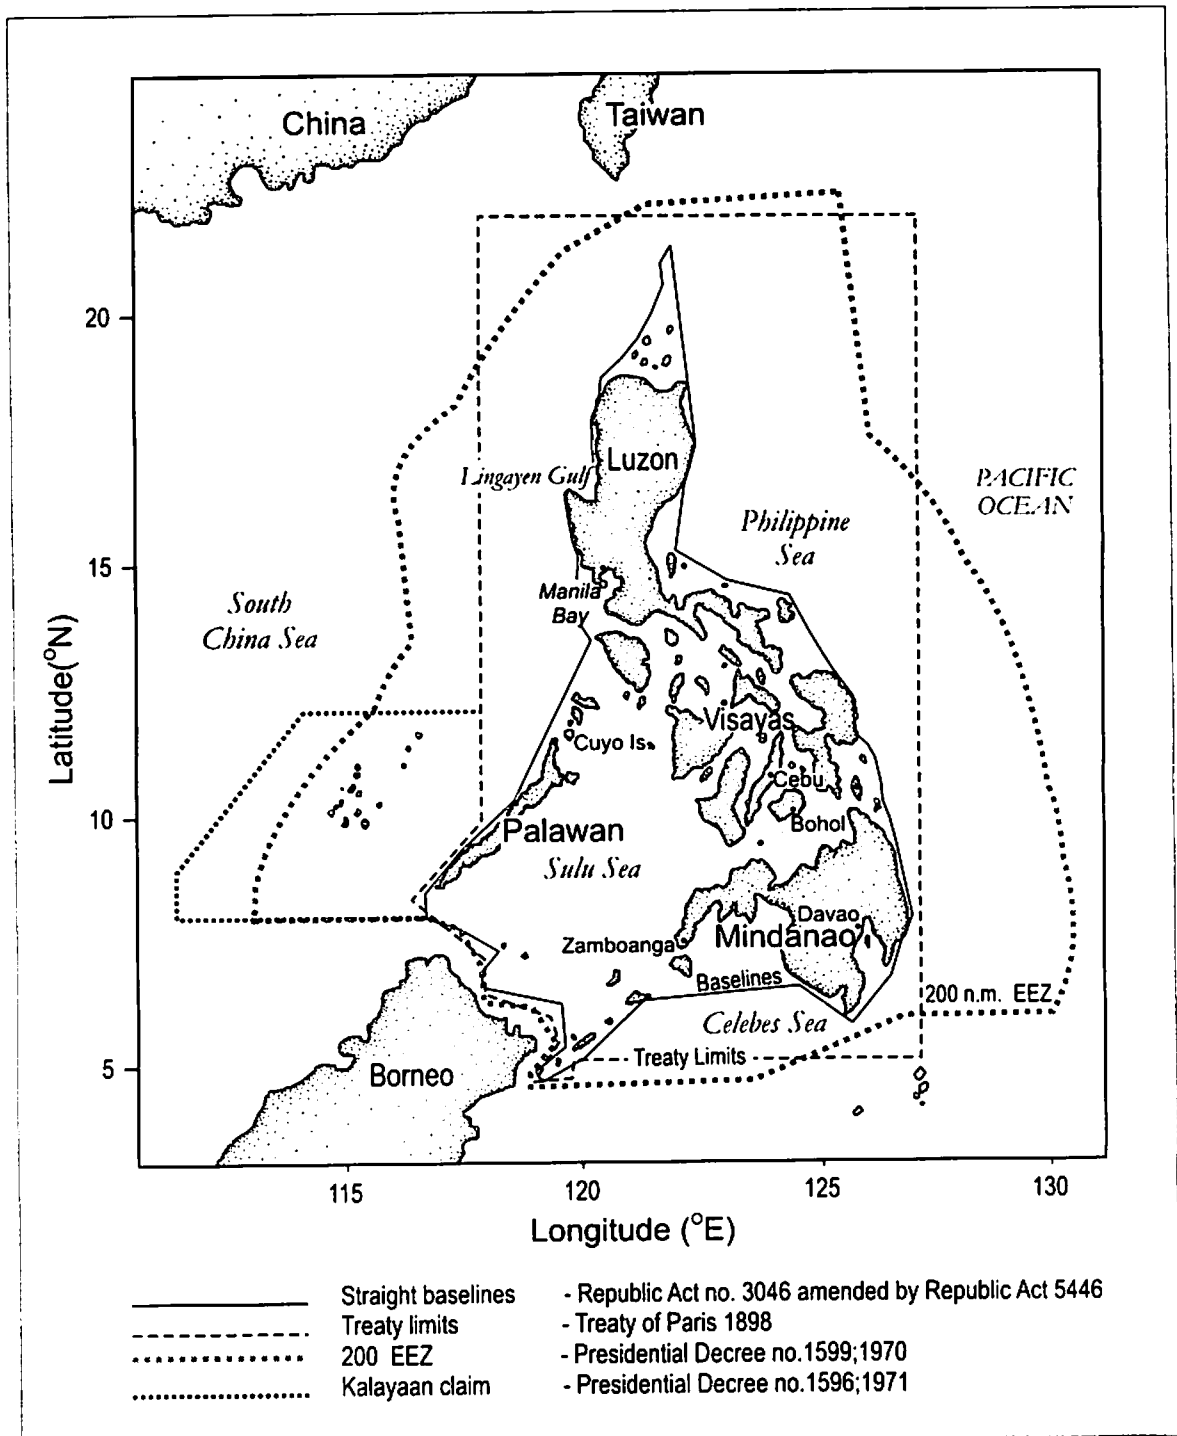 China
Taiwan
20
Luzon
Lingayen Gulf
PACIFIC
OCEAN
Philippine
Sea
15
Manila
Bay
South
China Sea
Latitude(°N)
Visayas
Cuyo Is.
Cebu
10
Palawan
Bohol
Sulu Sea
Davao
Zamboanga
Mindanao
Baselines
200 n.m. EEZ
Celebes Sea
Treaty Limits
5
Borneo
115
120
125
130
Longitude (°E)
Straight baselines - Republic Act no. 3046 amended by Republic Act 5446
Treaty limits - Treaty of Paris 1898
200 EEZ - Presidential Decree no.1599;1970
Kalayaan claim - Presidential Decree no.1596;1971